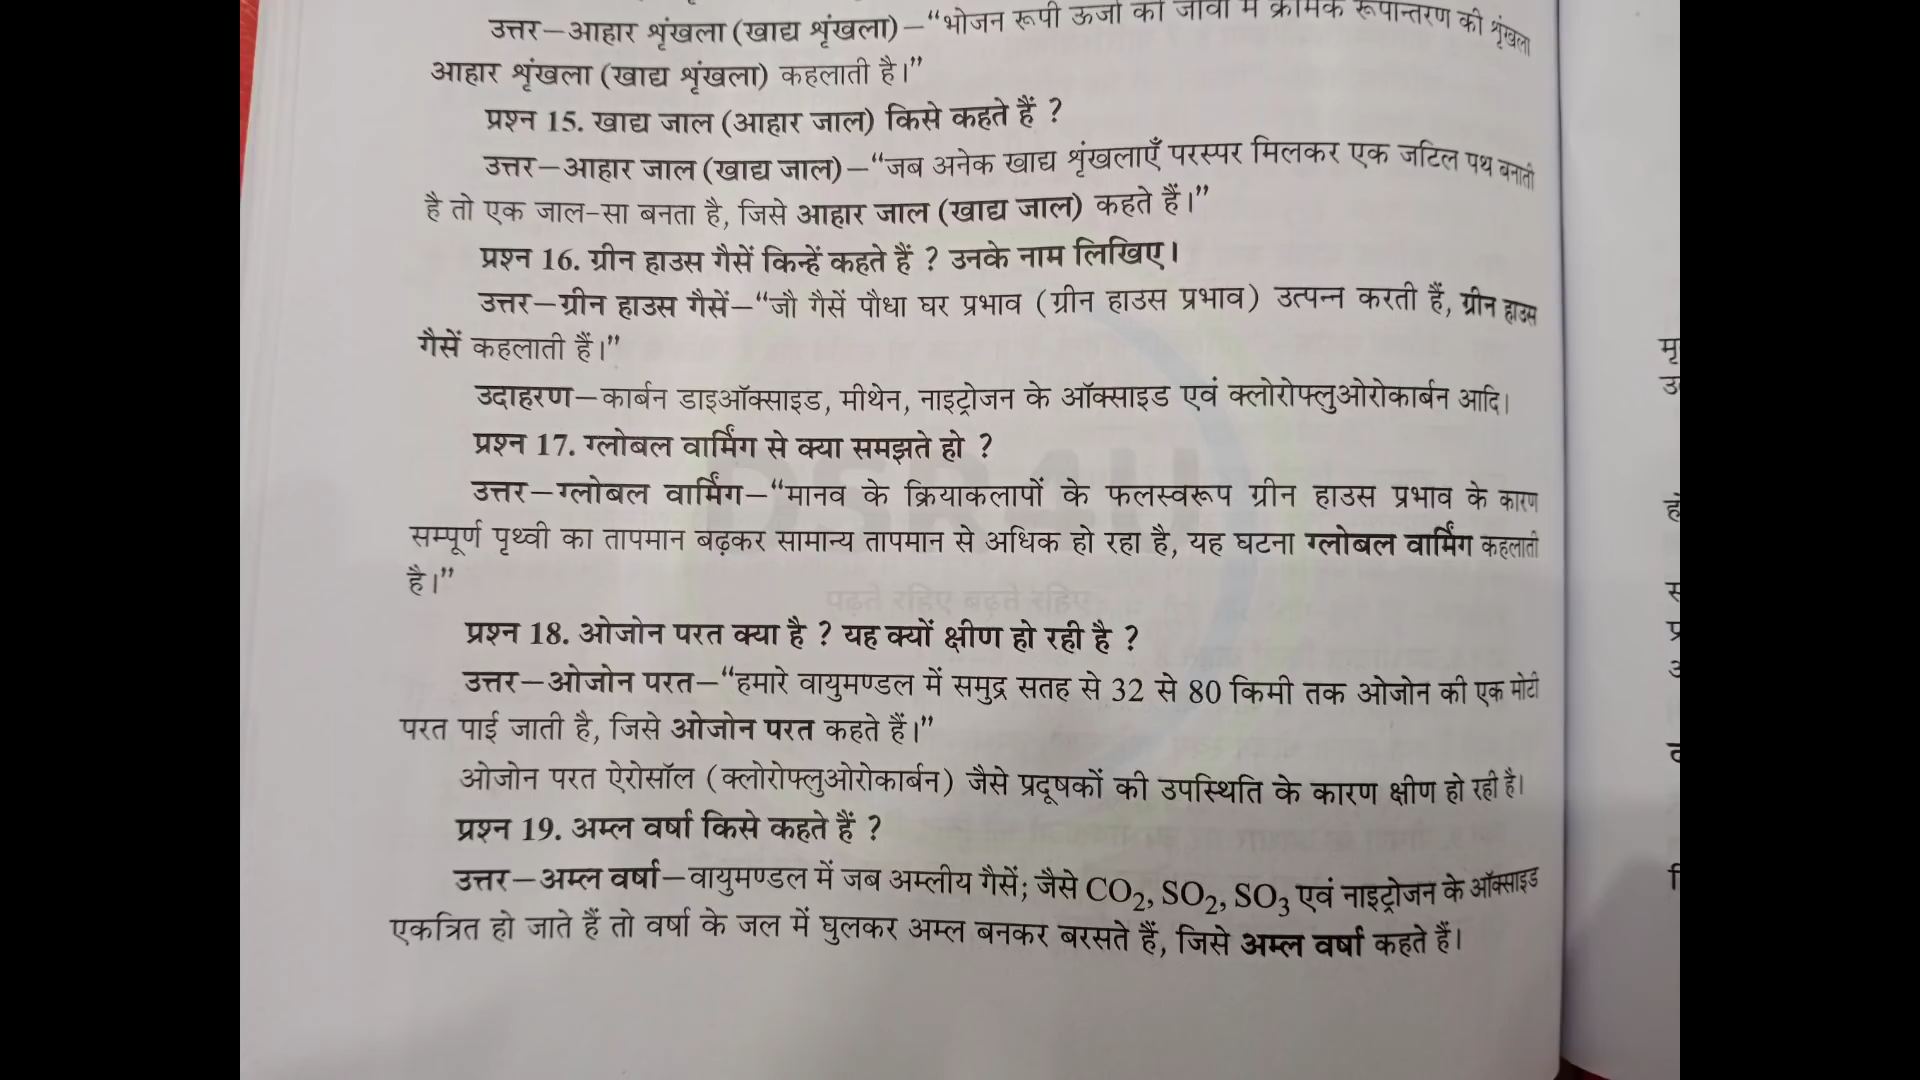 उत्तर–आहार शृंखला (खाद्य शृंखला)–“भोजन रूपी ऊर्जा का जीवों में क्रमिक रूपान्तरण की शृंखला
आहार शृंखला (खाद्य शृंखला) कहलाती है।”
प्रश्न 15. खाद्य जाल (आहार जाल) किसे कहते हैं ?
उत्तर–आहार जाल (खाद्य जाल)–“जब अनेक खाद्य शृंखलाएँ परस्पर मिलकर एक जटिल पथ बनाती
है तो एक जाल-सा बनता है, जिसे आहार जाल (खाद्य जाल) कहते हैं।”
प्रश्न 16. ग्रीन हाउस गैसें किन्हें कहते हैं ? उनके नाम लिखिए।
उत्तर–ग्रीन हाउस गैसें–“जौ गैसें पौधा घर प्रभाव (ग्रीन हाउस प्रभाव) उत्पन्न करती हैं, ग्रीन हाउस
गैसें कहलाती हैं।”
उदाहरण–कार्बन डाइऑक्साइड, मीथेन, नाइट्रोजन के ऑक्साइड एवं क्लोरोफ्लुओरोकार्बन आदि।
प्रश्न 17. ग्लोबल वार्मिंग से क्या समझते हो ?
DSR4U
उत्तर–ग्लोबल वार्मिंग–“मानव के क्रियाकलापों के फलस्वरूप ग्रीन हाउस प्रभाव के कारण
सम्पूर्ण पृथ्वी का तापमान बढ़कर सामान्य तापमान से अधिक हो रहा है, यह घटना ग्लोबल वार्मिंग कहलाती
है।”
पढ़ते रहिए बढ़ते रहिए
प्रश्न 18. ओजोन परत क्या है ? यह क्यों क्षीण हो रही है ?
उत्तर–ओजोन परत–“हमारे वायुमण्डल में समुद्र सतह से 32 से 80 किमी तक ओजोन की एक मोटी
परत पाई जाती है, जिसे ओजोन परत कहते हैं।”
ओजोन परत ऐरोसॉल (क्लोरोफ्लुओरोकार्बन) जैसे प्रदूषकों की उपस्थिति के कारण क्षीण हो रही है।
प्रश्न 19. अम्ल वर्षा किसे कहते हैं ?
उत्तर–अम्ल वर्षा–वायुमण्डल में जब अम्लीय गैसें; जैसे CO₂, SO₂, SO₃ एवं नाइट्रोजन के ऑक्साइड
एकत्रित हो जाते हैं तो वर्षा के जल में घुलकर अम्ल बनकर बरसते हैं, जिसे अम्ल वर्षा कहते हैं।